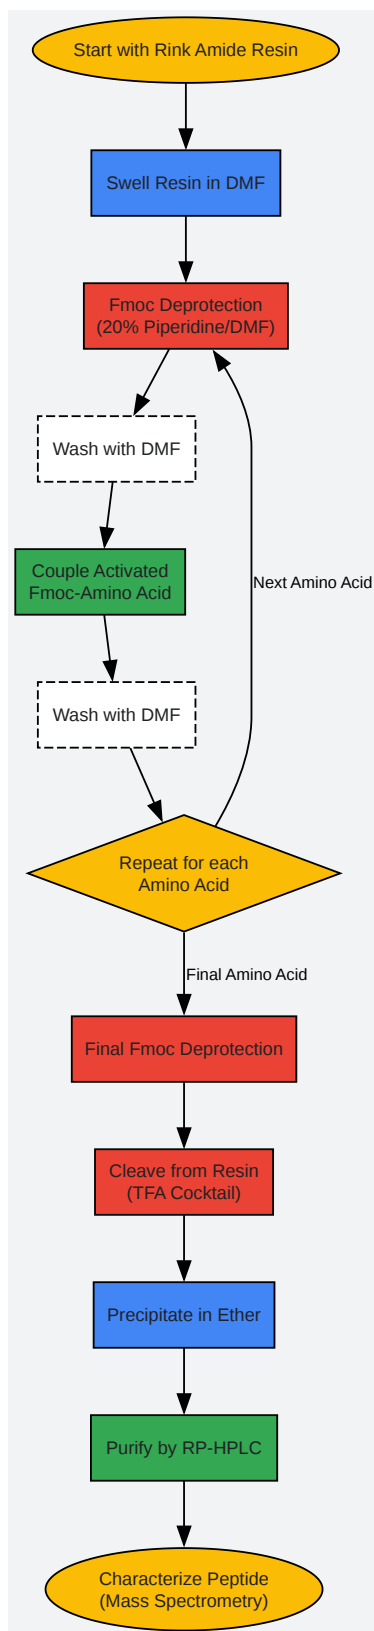 Start with Rink Amide Resin
Swell Resin in DMF
Fmoc Deprotection
(20% Piperidine/DMF)
Wash with DMF
Couple Activated
Fmoc-Amino Acid
Next Amino Acid
Wash with DMF
Repeat for each
Amino Acid
Final Amino Acid
Final Fmoc Deprotection
Cleave from Resin
(TFA Cocktail)
Precipitate in Ether
Purify by RP-HPLC
Characterize Peptide
(Mass Spectrometry)